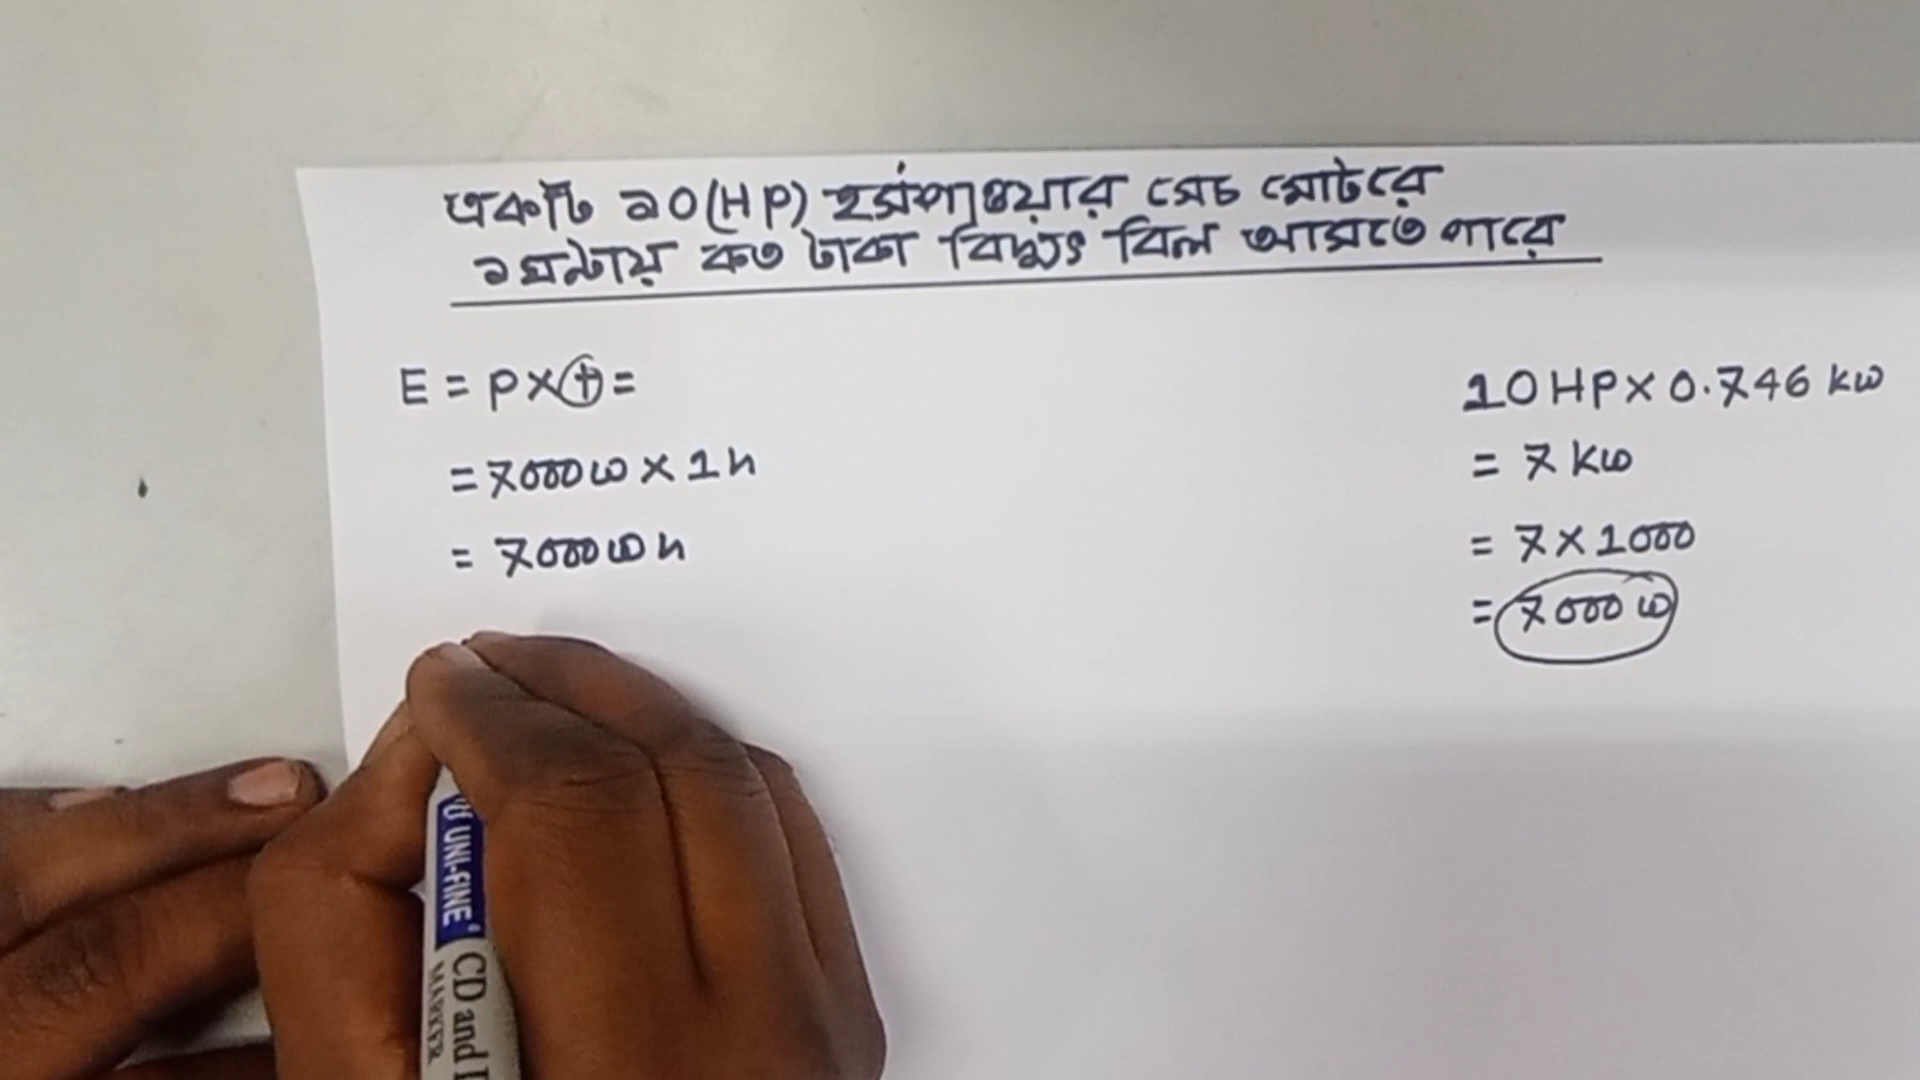 একটি ১০(HP) হর্সপাওয়ার সেচ মোটরে
১ঘন্টায় কত টাকা বিদ্যুৎ বিল আসতে পারে
E = P×t =
= 7000w × 1h
= 7000wh
10HP× 0.746 kw
= 7 kw
= 7×1000
= 7000 w
UNI-FINE
CD and
MARKER